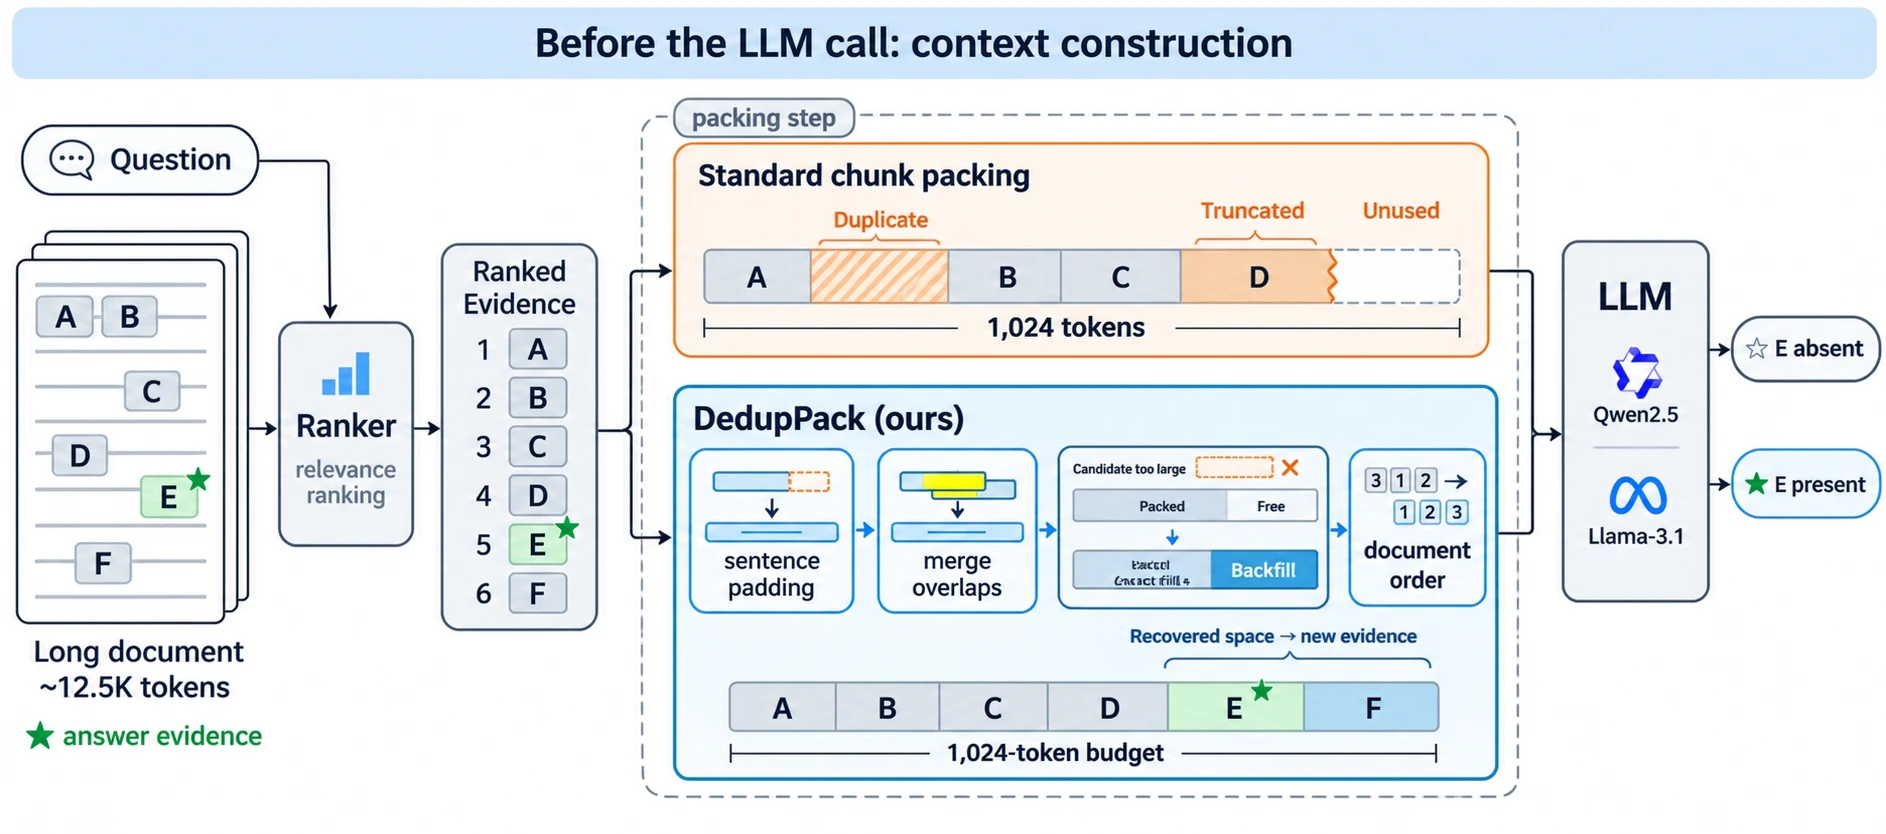 Before the LLM call: context construction
Question
A B
C
D
E
F
Long document
~12.5K tokens
answer evidence
Ranker
relevance
ranking
Ranked
Evidence
1 A
2 B
3 C
4 D
5 E
6 F
packing step
Standard chunk packing
Duplicate
Truncated
Unused
A B C D
1,024 tokens
DedupPack (ours)
sentence
padding
merge
overlaps
Candidate too large
Packed Free
Backfill
3 1 2 →
1 2 3
document
order
Recovered space → new evidence
A B C D E F
1,024-token budget
LLM
Qwen2.5
Llama-3.1
E absent
E present